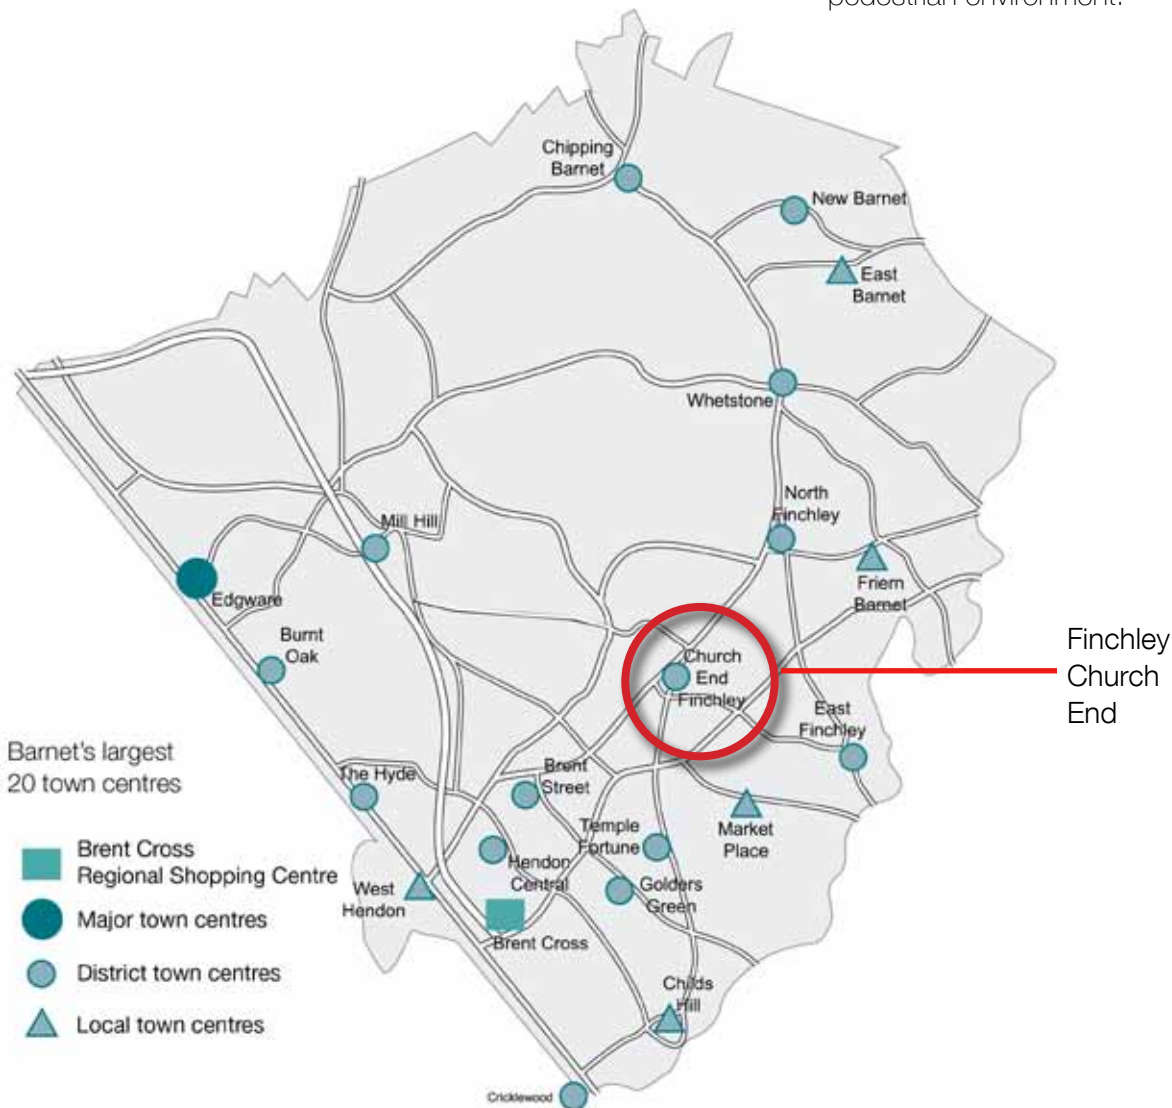 pedestrian environment.
Chipping
Barnet
New Barnet
East
Barnet
Whetstone
North
Finchley
Mill Hill
Friern
Barnet
Edgware
Burnt
Oak
Church
End
Finchley
Finchley
Church
End
East
Finchley
Barnet's largest
20 town centres
The Hyde
Brent
Street
Market
Place
Temple
Fortune
Brent Cross
Regional Shopping Centre
Hendon
Central
West
Hendon
Golders
Green
Major town centres
Brent Cross
District town centres
Childs
Hill
Local town centres
Cricklewood